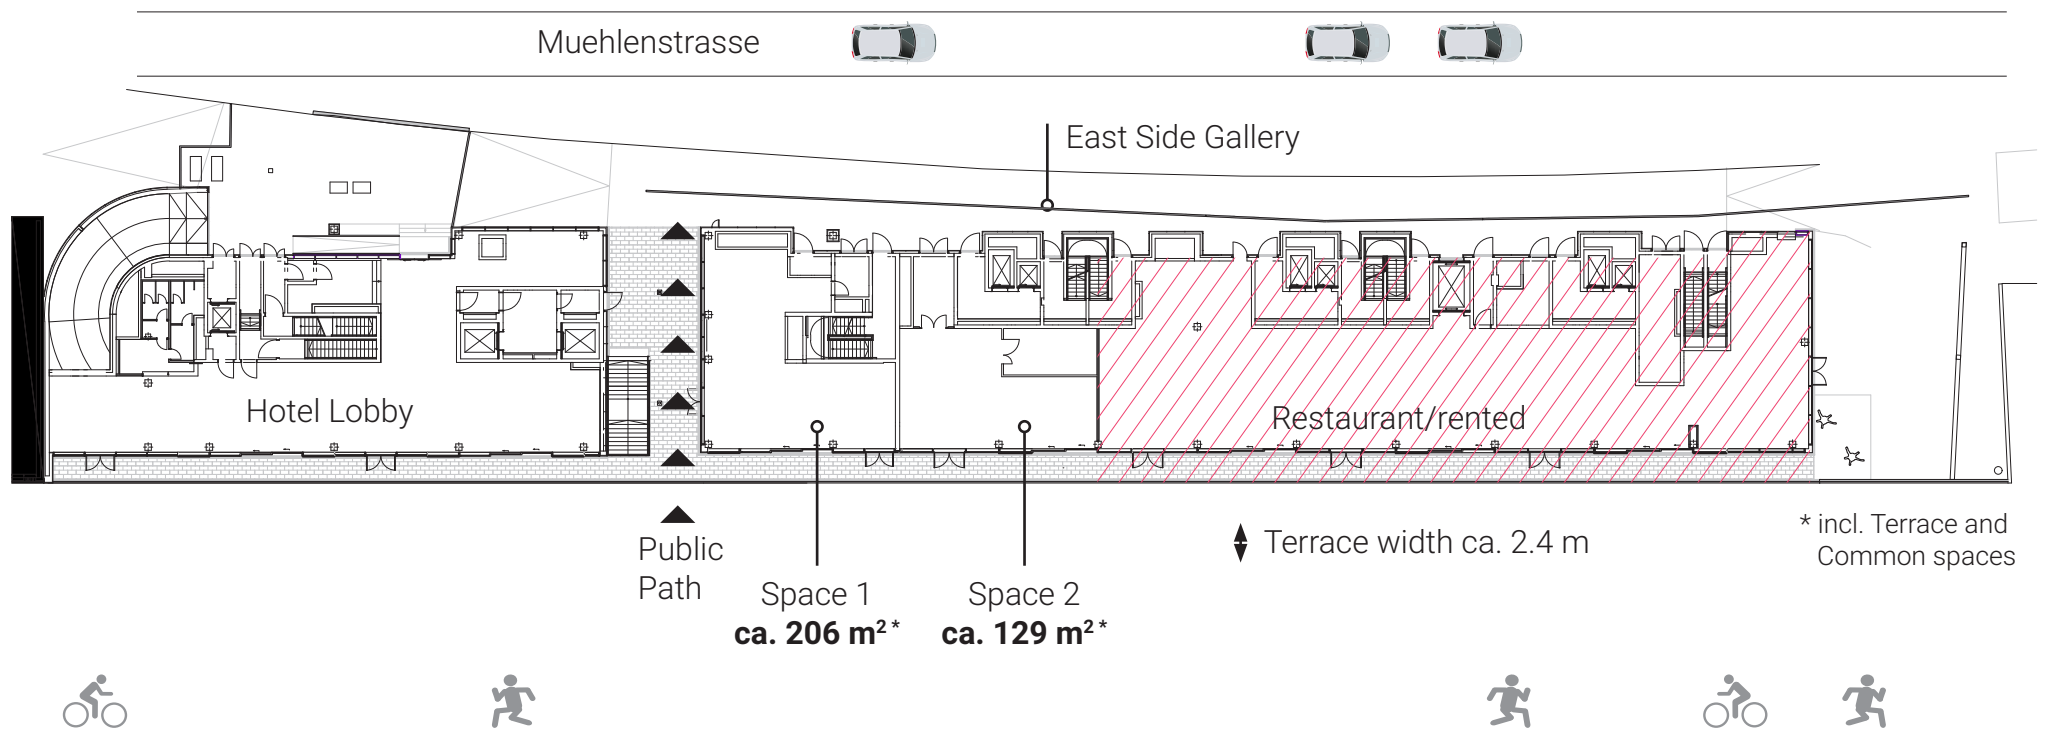 Muehlenstrasse
East Side Gallery
Hotel Lobby
Restaurant/rented
Public
Path
Space 1
ca. 206 m² *
Space 2
ca. 129 m² *
Terrace width ca. 2.4 m
* incl. Terrace and
Common spaces